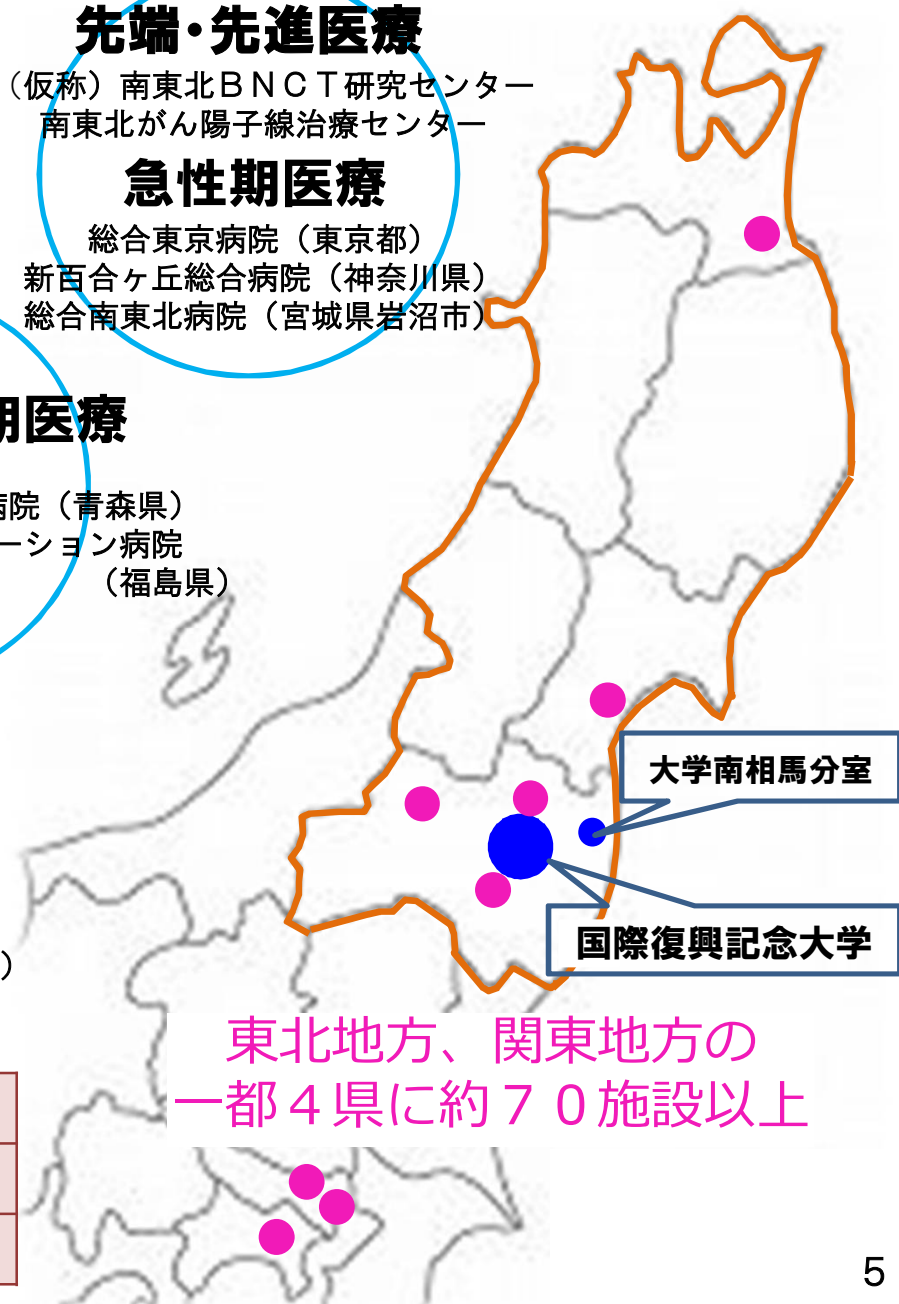 先端・先進医療
（仮称）南東北ＢＮＣＴ研究センター
南東北がん陽子線治療センター
急性期医療
総合東京病院（東京都）
新百合ヶ丘総合病院（神奈川県）
総合南東北病院（宮城県岩沼市）
期医療
病院（青森県）
ーション病院
（福島県）
大学南相馬分室
国際復興記念大学
）
東北地方、関東地方の
一都４県に約７０施設以上
5